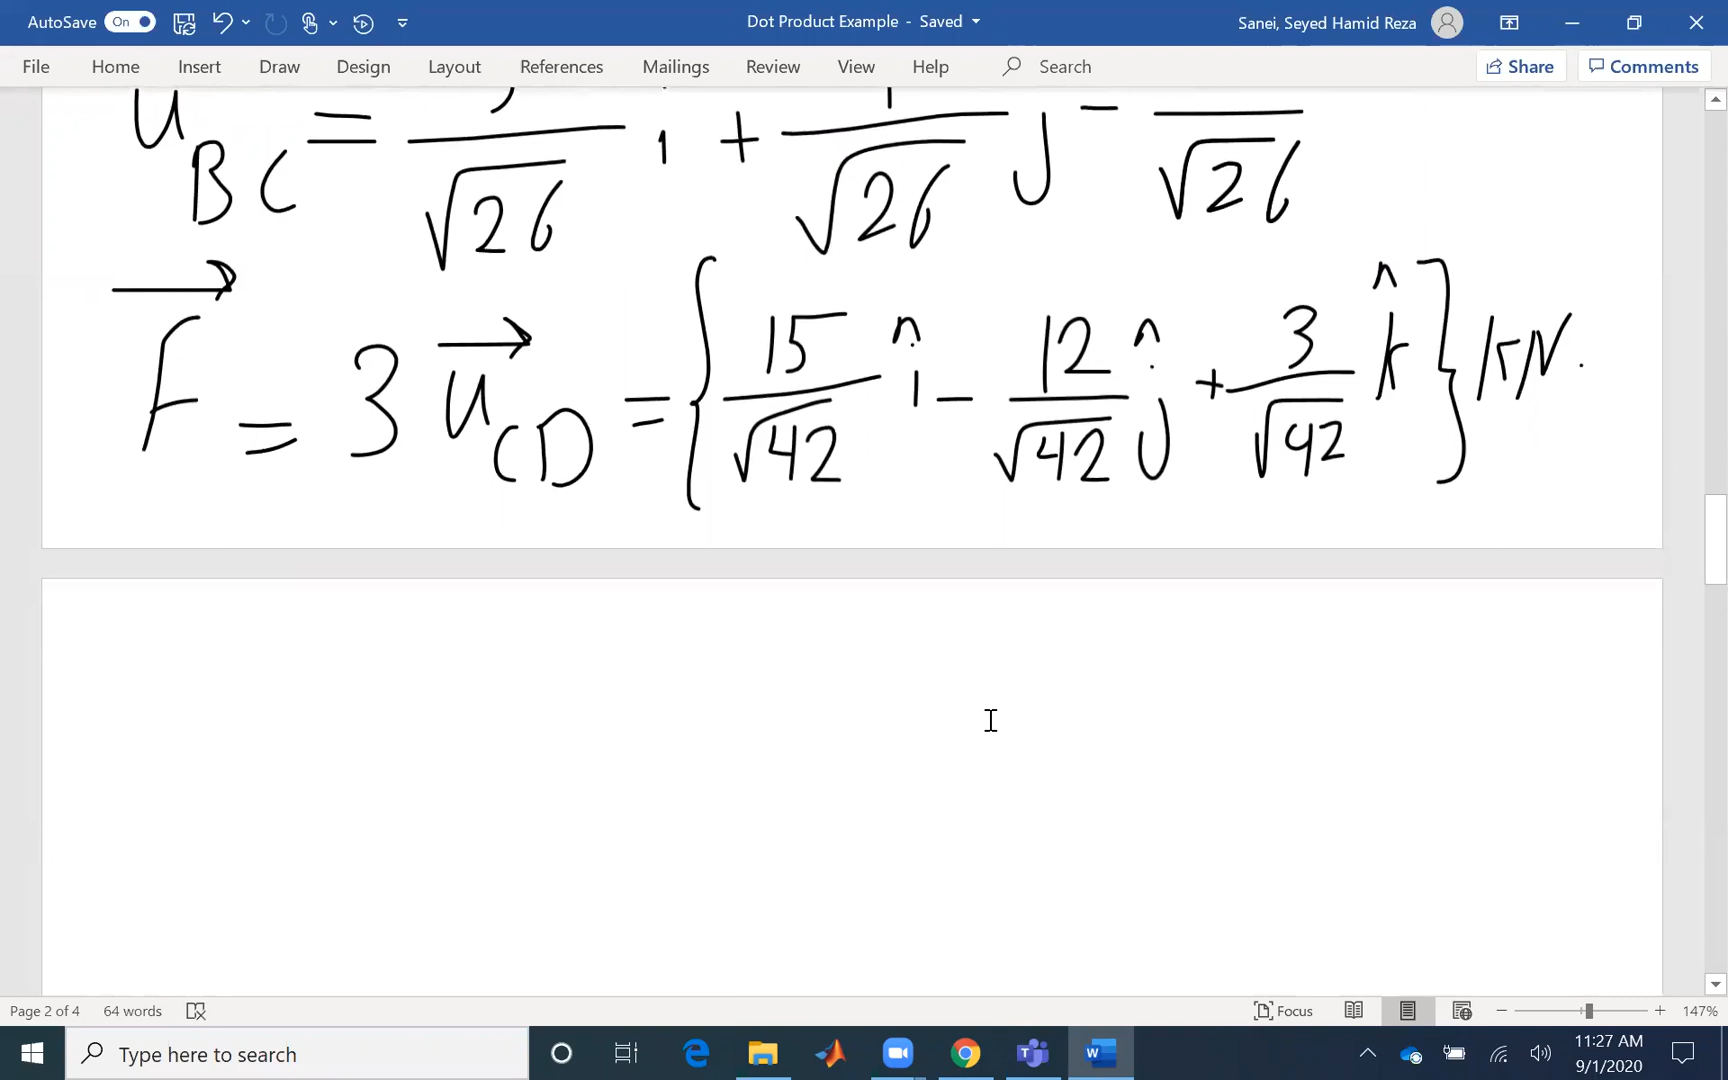 AutoSave On Dot Product Example - Saved Sanei, Seyed Hamid Reza
File Home Insert Draw Design Layout References Mailings Review View Help Search Share Comments
u BC = /√26 i + /√26 j - /√26
F = 3 u CD = { 15/√42 i - 12/√42 j + 3/√42 k } KN.
Page 2 of 4 64 words Focus 147%
Type here to search 11:27 AM
9/1/2020